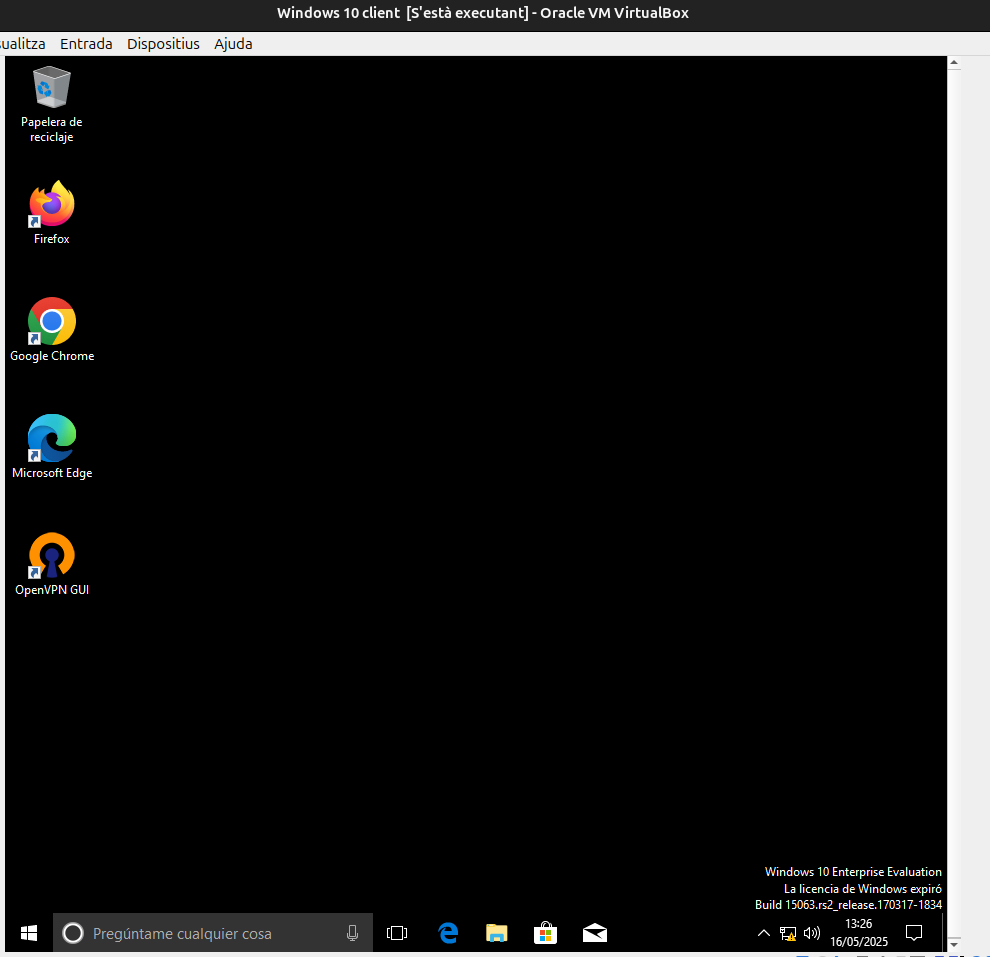 Windows 10 client [S'està executant] - Oracle VM VirtualBox
Entrada Dispositius Ajuda
Papelera de
reciclaje
Firefox
Google Chrome
Microsoft Edge
OpenVPN GUI
Windows 10 Enterprise Evaluation
La licencia de Windows expiró
Build 15063.rs2_release.170317-1834
Pregúntame cualquier cosa
13:26
16/05/2025